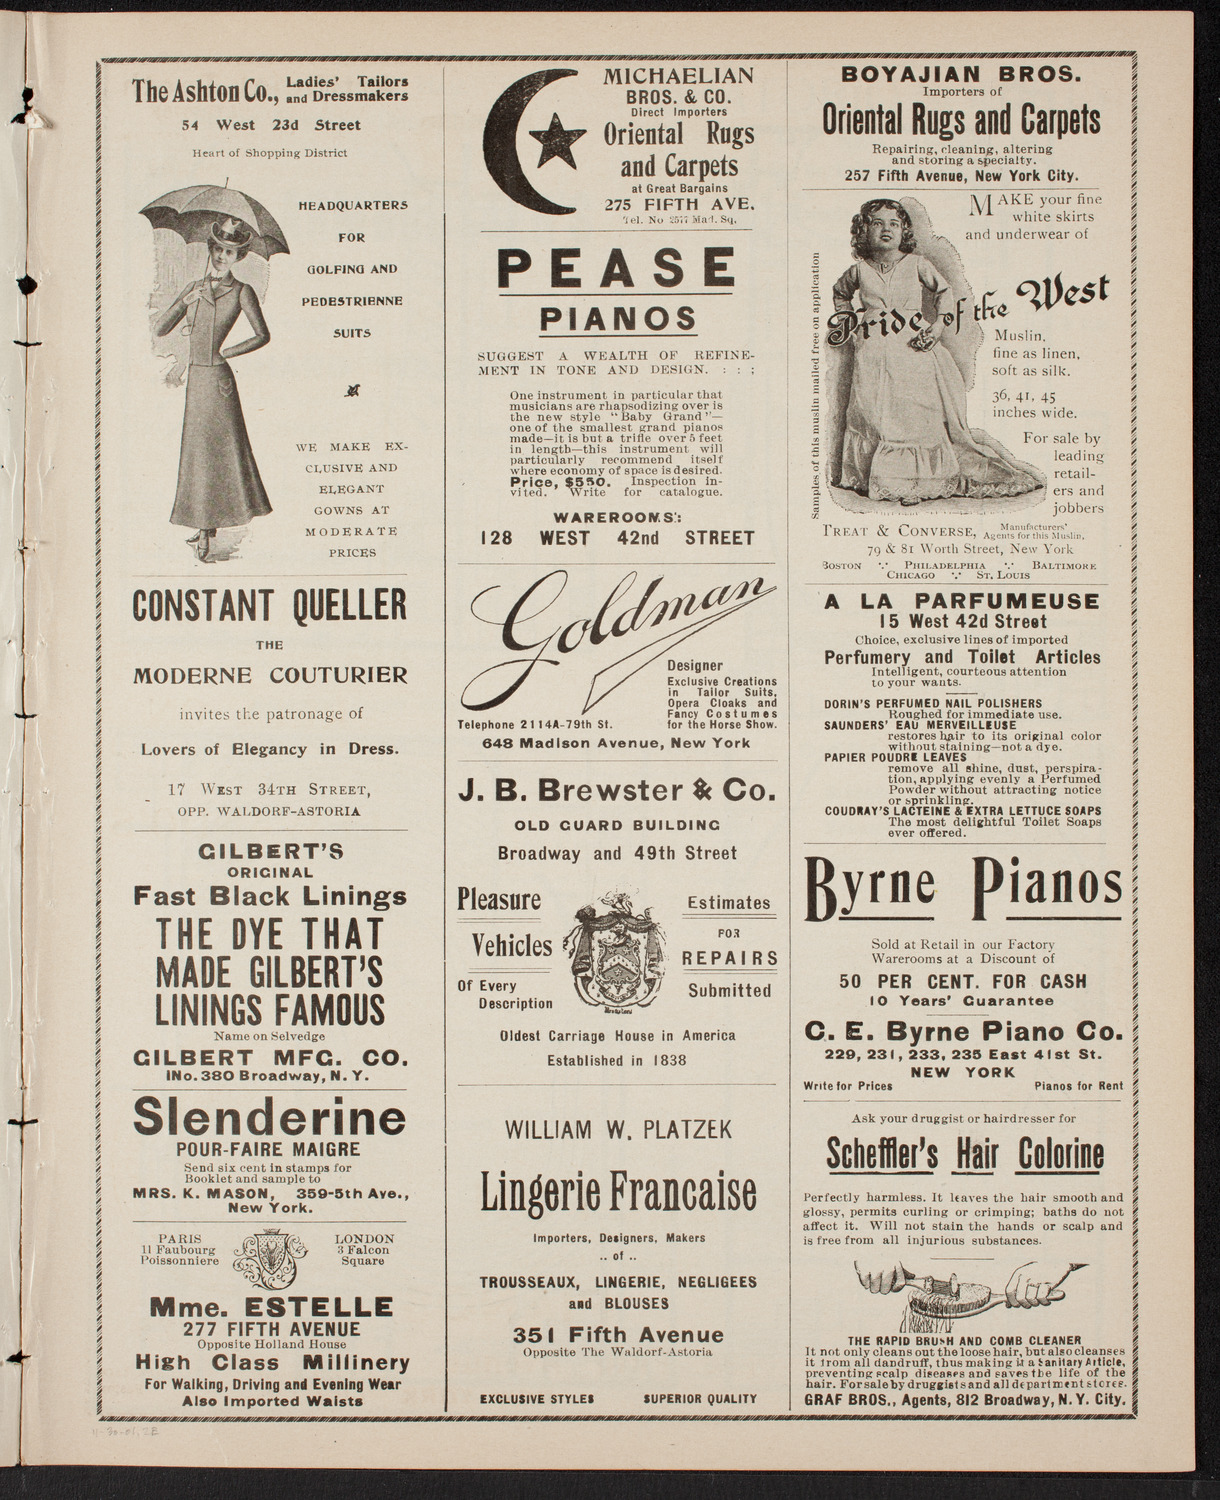 The Ashton Co., Ladies' Tailors and Dressmakers
54 West 23d Street
Heart of Shopping District
HEADQUARTERS
FOR
GOLFING AND
PEDESTRIENNE
SUITS
WE MAKE EX-
CLUSIVE AND
ELEGANT
GOWNS AT
MODERATE
PRICES
CONSTANT QUELLER
THE
MODERNE COUTURIER
invites the patronage of
Lovers of Elegancy in Dress.
17 WEST 34TH STREET,
OPP. WALDORF-ASTORIA
GILBERT'S
ORIGINAL
Fast Black Linings
THE DYE THAT
MADE GILBERT'S
LININGS FAMOUS
Name on Selvedge
GILBERT MFG. CO.
No. 380 Broadway, N. Y.
Slenderine
POUR-FAIRE MAIGRE
Send six cent in stamps for
Booklet and sample to
MRS. K. MASON, 359-5th Ave.,
New York.
PARIS
11 Faubourg
Poissonniere
LONDON
3 Falcon
Square
Mme. ESTELLE
277 FIFTH AVENUE
Opposite Holland House
High Class Millinery
For Walking, Driving and Evening Wear
Also Imported Waists
MICHAELIAN
BROS. & CO.
Direct Importers
Oriental Rugs
and Carpets
at Great Bargains
275 FIFTH AVE.
Tel. No 2577 Mad. Sq.
PEASE
PIANOS
SUGGEST A WEALTH OF REFINE-
MENT IN TONE AND DESIGN. : : ;
One instrument in particular that
musicians are rhapsodizing over is
the new style "Baby Grand"—
one of the smallest grand pianos
made—it is but a trifle over 5 feet
in length—this instrument will
particularly recommend itself
where economy of space is desired.
Price, $550. Inspection in-
vited. Write for catalogue.
WAREROOMS:
128 WEST 42nd STREET
Goldman
Designer
Exclusive Creations
in Tailor Suits,
Opera Cloaks and
Fancy Costumes
for the Horse Show.
Telephone 2114A-79th St.
648 Madison Avenue, New York
J. B. Brewster & Co.
OLD GUARD BUILDING
Broadway and 49th Street
Pleasure
Vehicles
Of Every
Description
Estimates
FOR
REPAIRS
Submitted
Oldest Carriage House in America
Established in 1838
WILLIAM W. PLATZEK
Lingerie Francaise
Importers, Designers, Makers
.. of ..
TROUSSEAUX, LINGERIE, NEGLIGEES
and BLOUSES
351 Fifth Avenue
Opposite The Waldorf-Astoria
EXCLUSIVE STYLES SUPERIOR QUALITY
BOYAJIAN BROS.
Importers of
Oriental Rugs and Carpets
Repairing, cleaning, altering
and storing a specialty.
257 Fifth Avenue, New York City.
MAKE your fine
white skirts
and underwear of
Pride of the West
Muslin,
fine as linen,
soft as silk.
36, 41, 45
inches wide.
For sale by
leading
retail-
ers and
jobbers
Samples of this muslin mailed free on application
TREAT & CONVERSE, Manufacturers' Agents for this Muslin,
79 & 81 Worth Street, New York
BOSTON PHILADELPHIA BALTIMORE
CHICAGO ST. LOUIS
A LA PARFUMEUSE
15 West 42d Street
Choice, exclusive lines of imported
Perfumery and Toilet Articles
Intelligent, courteous attention
to your wants.
DORIN'S PERFUMED NAIL POLISHERS
Roughed for immediate use.
SAUNDERS' EAU MERVEILLEUSE
restores hair to its original color
without staining—not a dye.
PAPIER POUDRE LEAVES
remove all shine, dust, perspira-
tion, applying evenly a Perfumed
Powder without attracting notice
or sprinkling.
COUDRAY'S LACTEINE & EXTRA LETTUCE SOAPS
The most delightful Toilet Soaps
ever offered.
Byrne Pianos
Sold at Retail in our Factory
Warerooms at a Discount of
50 PER CENT. FOR CASH
10 Years' Guarantee
C. E. Byrne Piano Co.
229, 231, 233, 235 East 41st St.
NEW YORK
Write for Prices Pianos for Rent
Ask your druggist or hairdresser for
Scheffler's Hair Colorine
Perfectly harmless. It leaves the hair smooth and
glossy, permits curling or crimping; baths do not
affect it. Will not stain the hands or scalp and
is free from all injurious substances.
THE RAPID BRUSH AND COMB CLEANER
It not only cleans out the loose hair, but also cleanses
it from all dandruff, thus making it a Sanitary Article,
preventing scalp diseases and saves the life of the
hair. For sale by druggists and all department stores.
GRAF BROS., Agents, 812 Broadway, N. Y. City.
11-30-01, 2E